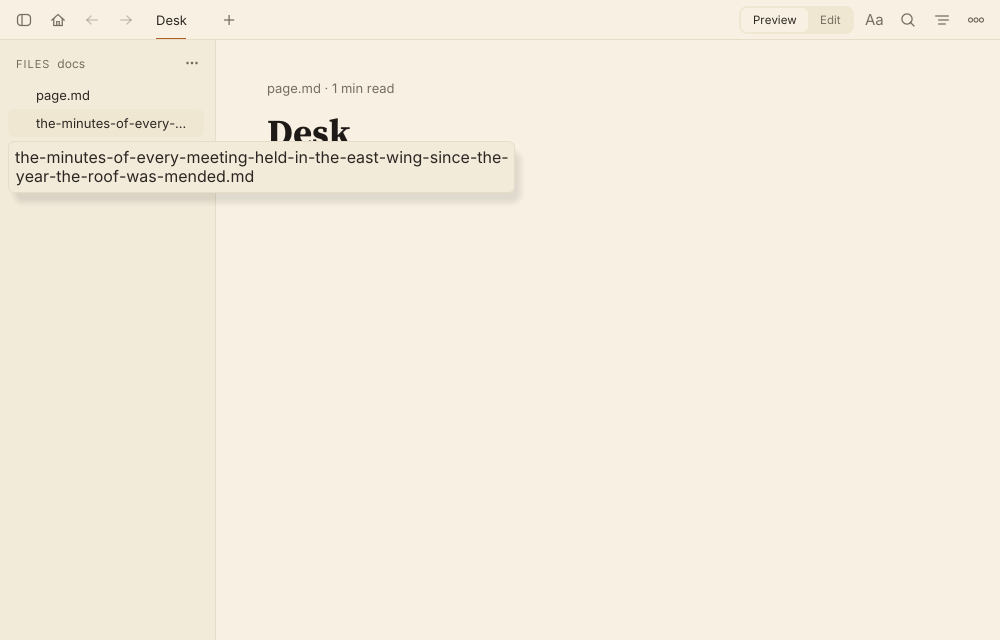 Desk
Preview Edit Aa
FILES docs
page.md
the-minutes-of-every-...
page.md · 1 min read
Desk
the-minutes-of-every-meeting-held-in-the-east-wing-since-the-
year-the-roof-was-mended.md